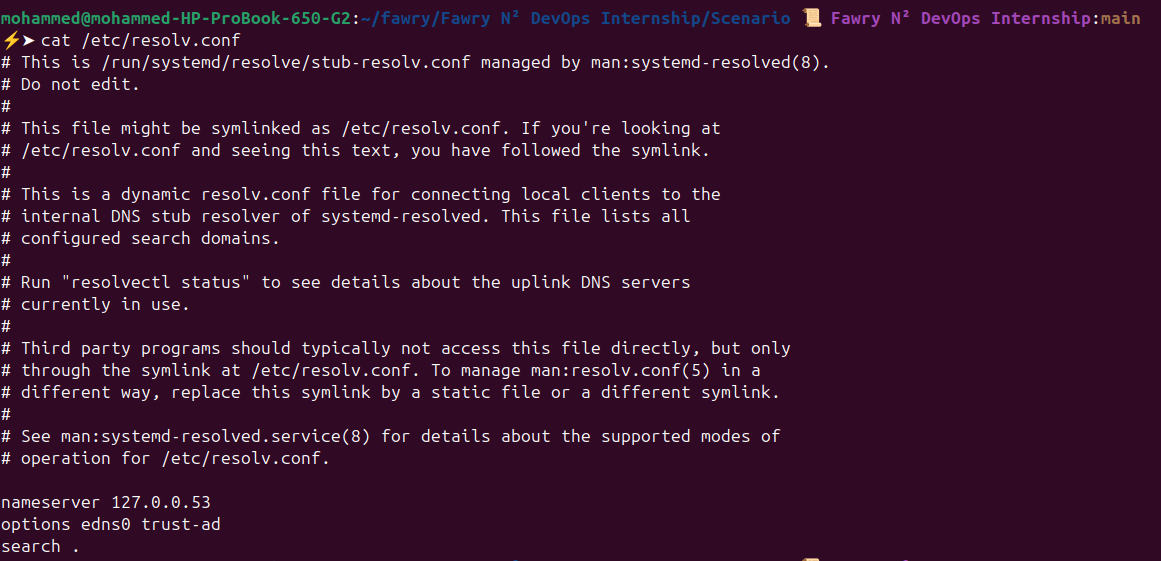 mohammed@mohammed-HP-ProBook-650-G2:~/fawry/Fawry N² DevOps Internship/Scenario 📜 Fawry N² DevOps Internship:main
⚡➤ cat /etc/resolv.conf
# This is /run/systemd/resolve/stub-resolv.conf managed by man:systemd-resolved(8).
# Do not edit.
#
# This file might be symlinked as /etc/resolv.conf. If you're looking at
# /etc/resolv.conf and seeing this text, you have followed the symlink.
#
# This is a dynamic resolv.conf file for connecting local clients to the
# internal DNS stub resolver of systemd-resolved. This file lists all
# configured search domains.
#
# Run "resolvectl status" to see details about the uplink DNS servers
# currently in use.
#
# Third party programs should typically not access this file directly, but only
# through the symlink at /etc/resolv.conf. To manage man:resolv.conf(5) in a
# different way, replace this symlink by a static file or a different symlink.
#
# See man:systemd-resolved.service(8) for details about the supported modes of
# operation for /etc/resolv.conf.

nameserver 127.0.0.53
options edns0 trust-ad
search .